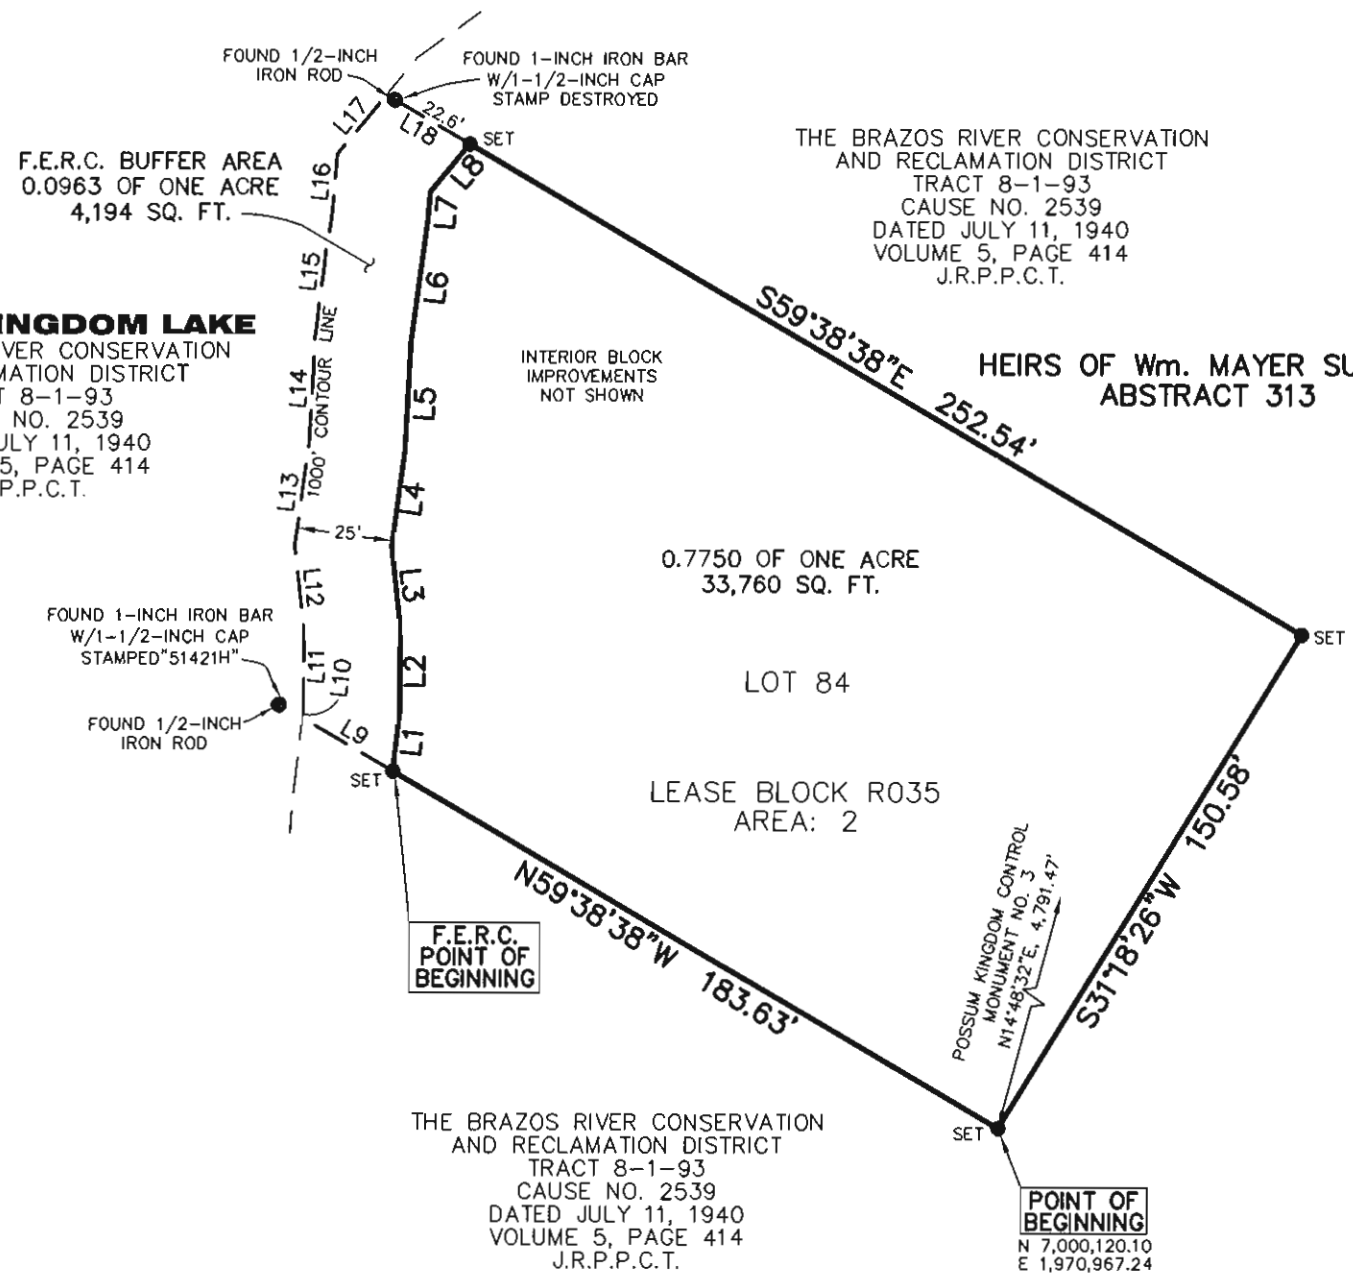 FOUND 1/2-INCH
IRON ROD
FOUND 1-INCH IRON BAR
W/1-1/2-INCH CAP
STAMP DESTROYED
22.6'
L18
SET
L17
L16
L8
L7
F.E.R.C. BUFFER AREA
0.0963 OF ONE ACRE
4,194 SQ. FT.
THE BRAZOS RIVER CONSERVATION
AND RECLAMATION DISTRICT
TRACT 8-1-93
CAUSE NO. 2539
DATED JULY 11, 1940
VOLUME 5, PAGE 414
J.R.P.P.C.T.
L15
L6
INGDOM LAKE
VER CONSERVATION
MATION DISTRICT
T 8-1-93
NO. 2539
ULY 11, 1940
5, PAGE 414
.P.P.C.T.
L14
1000' CONTOUR LINE
L13
L5
L4
INTERIOR BLOCK
IMPROVEMENTS
NOT SHOWN
S59°38'38"E 252.54'
HEIRS OF Wm. MAYER SU
ABSTRACT 313
25'
L12
L3
0.7750 OF ONE ACRE
33,760 SQ. FT.
FOUND 1-INCH IRON BAR
W/1-1/2-INCH CAP
STAMPED"51421H"
FOUND 1/2-INCH
IRON ROD
L11
L10
L2
L9
L1
SET
LOT 84
SET
LEASE BLOCK R035
AREA: 2
S31°18'26"W 150.58'
N59°38'38"W 183.63'
F.E.R.C.
POINT OF
BEGINNING
POSSUM KINGDOM CONTROL
MONUMENT NO. 3
N14°48'32"E, 4,791.47'
SET
THE BRAZOS RIVER CONSERVATION
AND RECLAMATION DISTRICT
TRACT 8-1-93
CAUSE NO. 2539
DATED JULY 11, 1940
VOLUME 5, PAGE 414
J.R.P.P.C.T.
POINT OF
BEGINNING
N 7,000,120.10
E 1,970,967.24